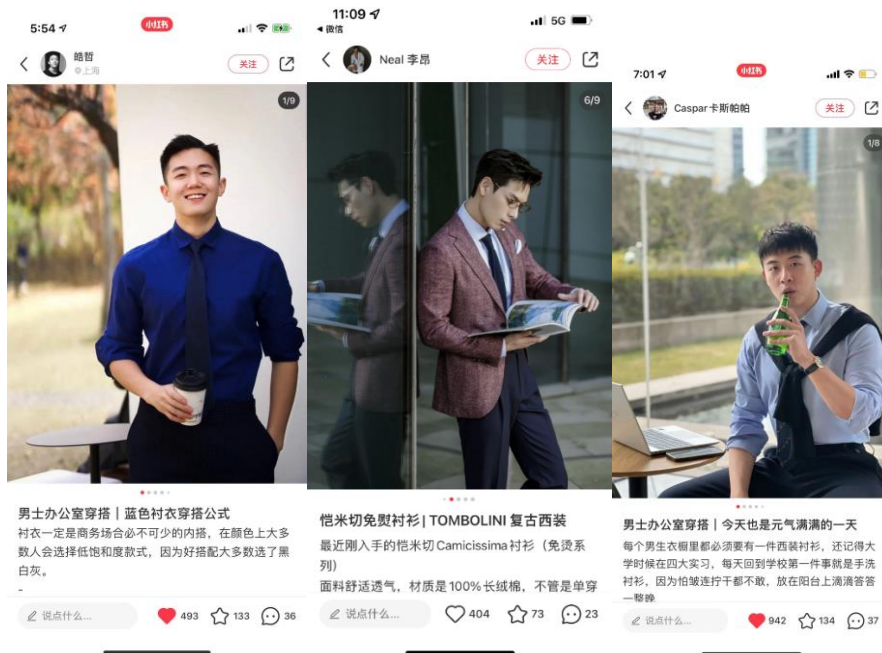 5:54
小红书
皓哲
上海
关注
1/9
男士办公室穿搭｜蓝色衬衣穿搭公式
衬衣一定是商务场合必不可少的内搭，在颜色上大多
数人会选择低饱和度款式，因为好搭配大多数选了黑
白灰。
-
说点什么...
493
133
36
11:09
微信
5G
Neal 李昂
关注
6/9
恺米切免熨衬衫| TOMBOLINI 复古西装
最近刚入手的恺米切Camicissima衬衫（免烫系
列）
面料舒适透气，材质是100%长绒棉，不管是单穿
说点什么...
404
73
23
7:01
小红书
Caspar卡斯帕帕
关注
1/8
男士办公室穿搭｜今天也是元气满满的一天
每个男生衣橱里都必须要有一件西装衬衫，还记得大
学时候在四大实习，每天回到学校第一件事就是手洗
衬衫，因为怕皱连拧干都不敢，放在阳台上滴滴答答
一整晚
说点什么...
942
134
37